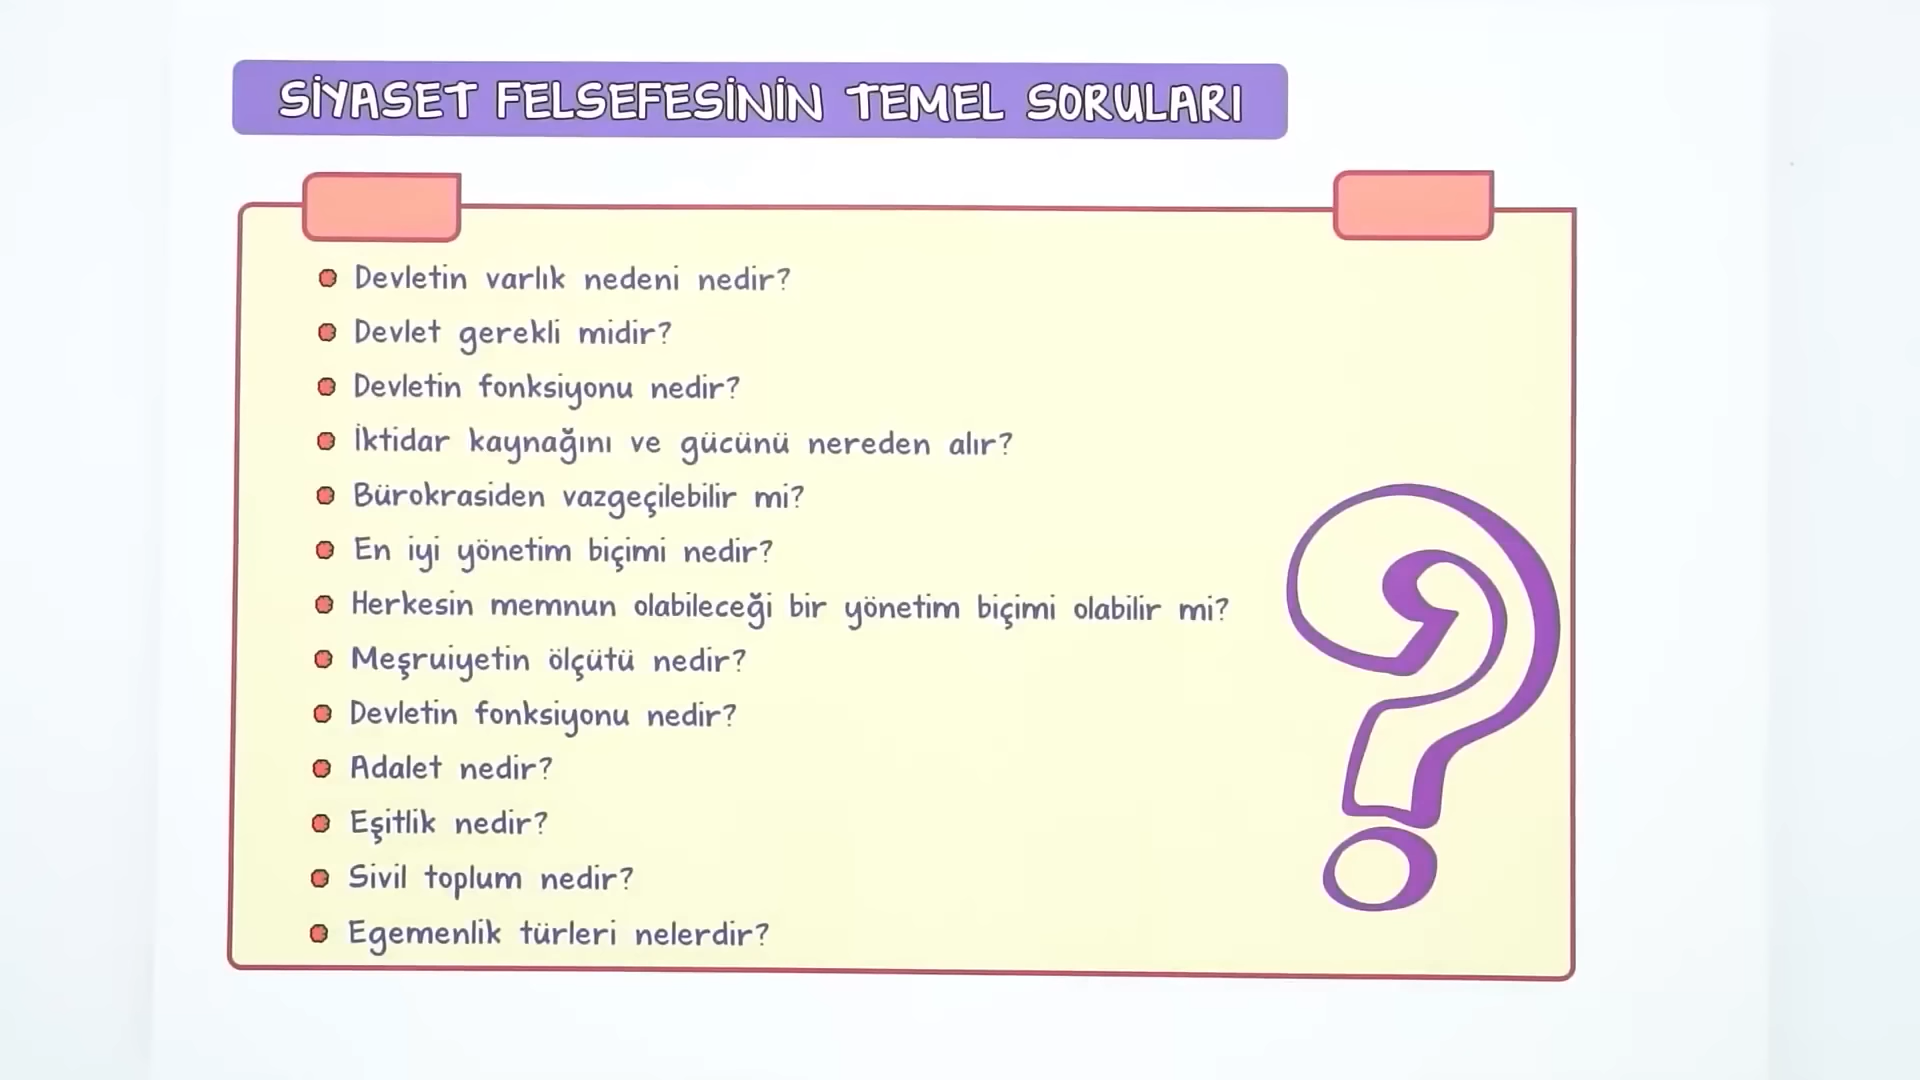 SİYASET FELSEFESİNİN TEMEL SORULARI
Devletin varlık nedeni nedir?
Devlet gerekli midir?
Devletin fonksiyonu nedir?
İktidar kaynağını ve gücünü nereden alır?
Bürokrasiden vazgeçilebilir mi?
En iyi yönetim biçimi nedir?
Herkesin memnun olabileceği bir yönetim biçimi olabilir mi?
Meşruiyetin ölçütü nedir?
Devletin fonksiyonu nedir?
Adalet nedir?
Eşitlik nedir?
Sivil toplum nedir?
Egemenlik türleri nelerdir?